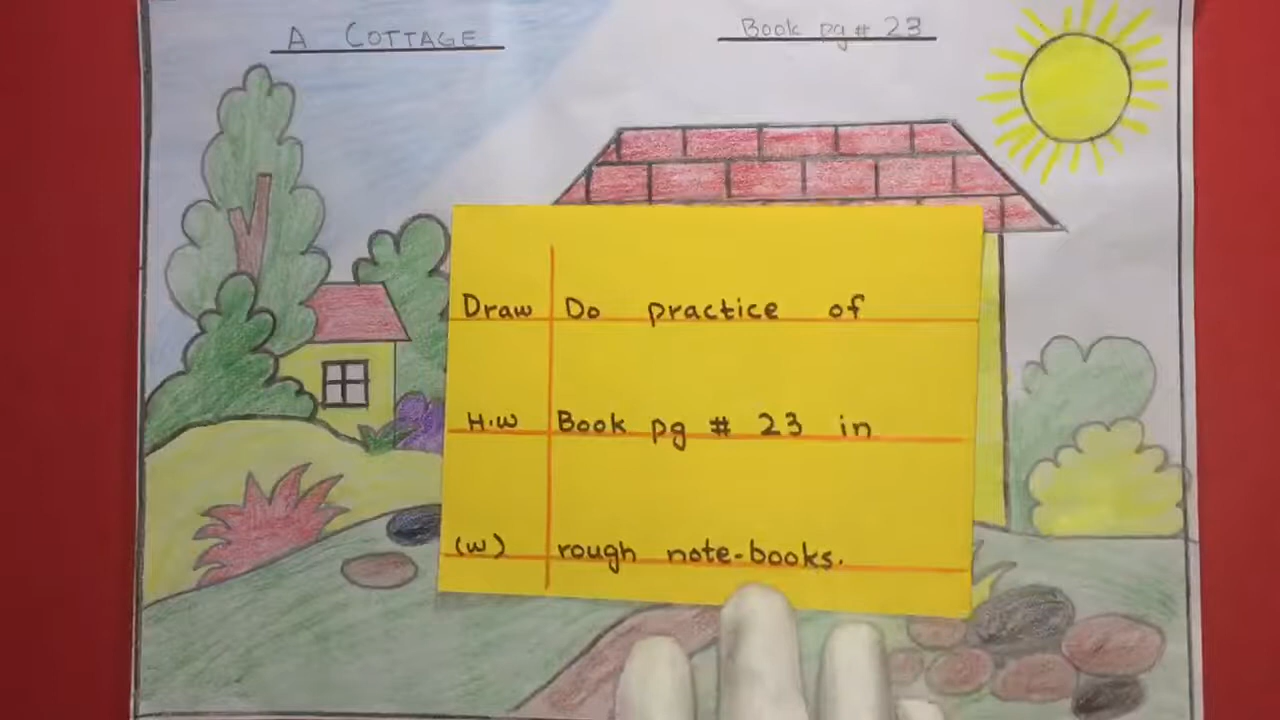 A COTTAGE
Book pg # 23
Draw Do practice of
H.W Book pg # 23 in
(W) rough note-books.